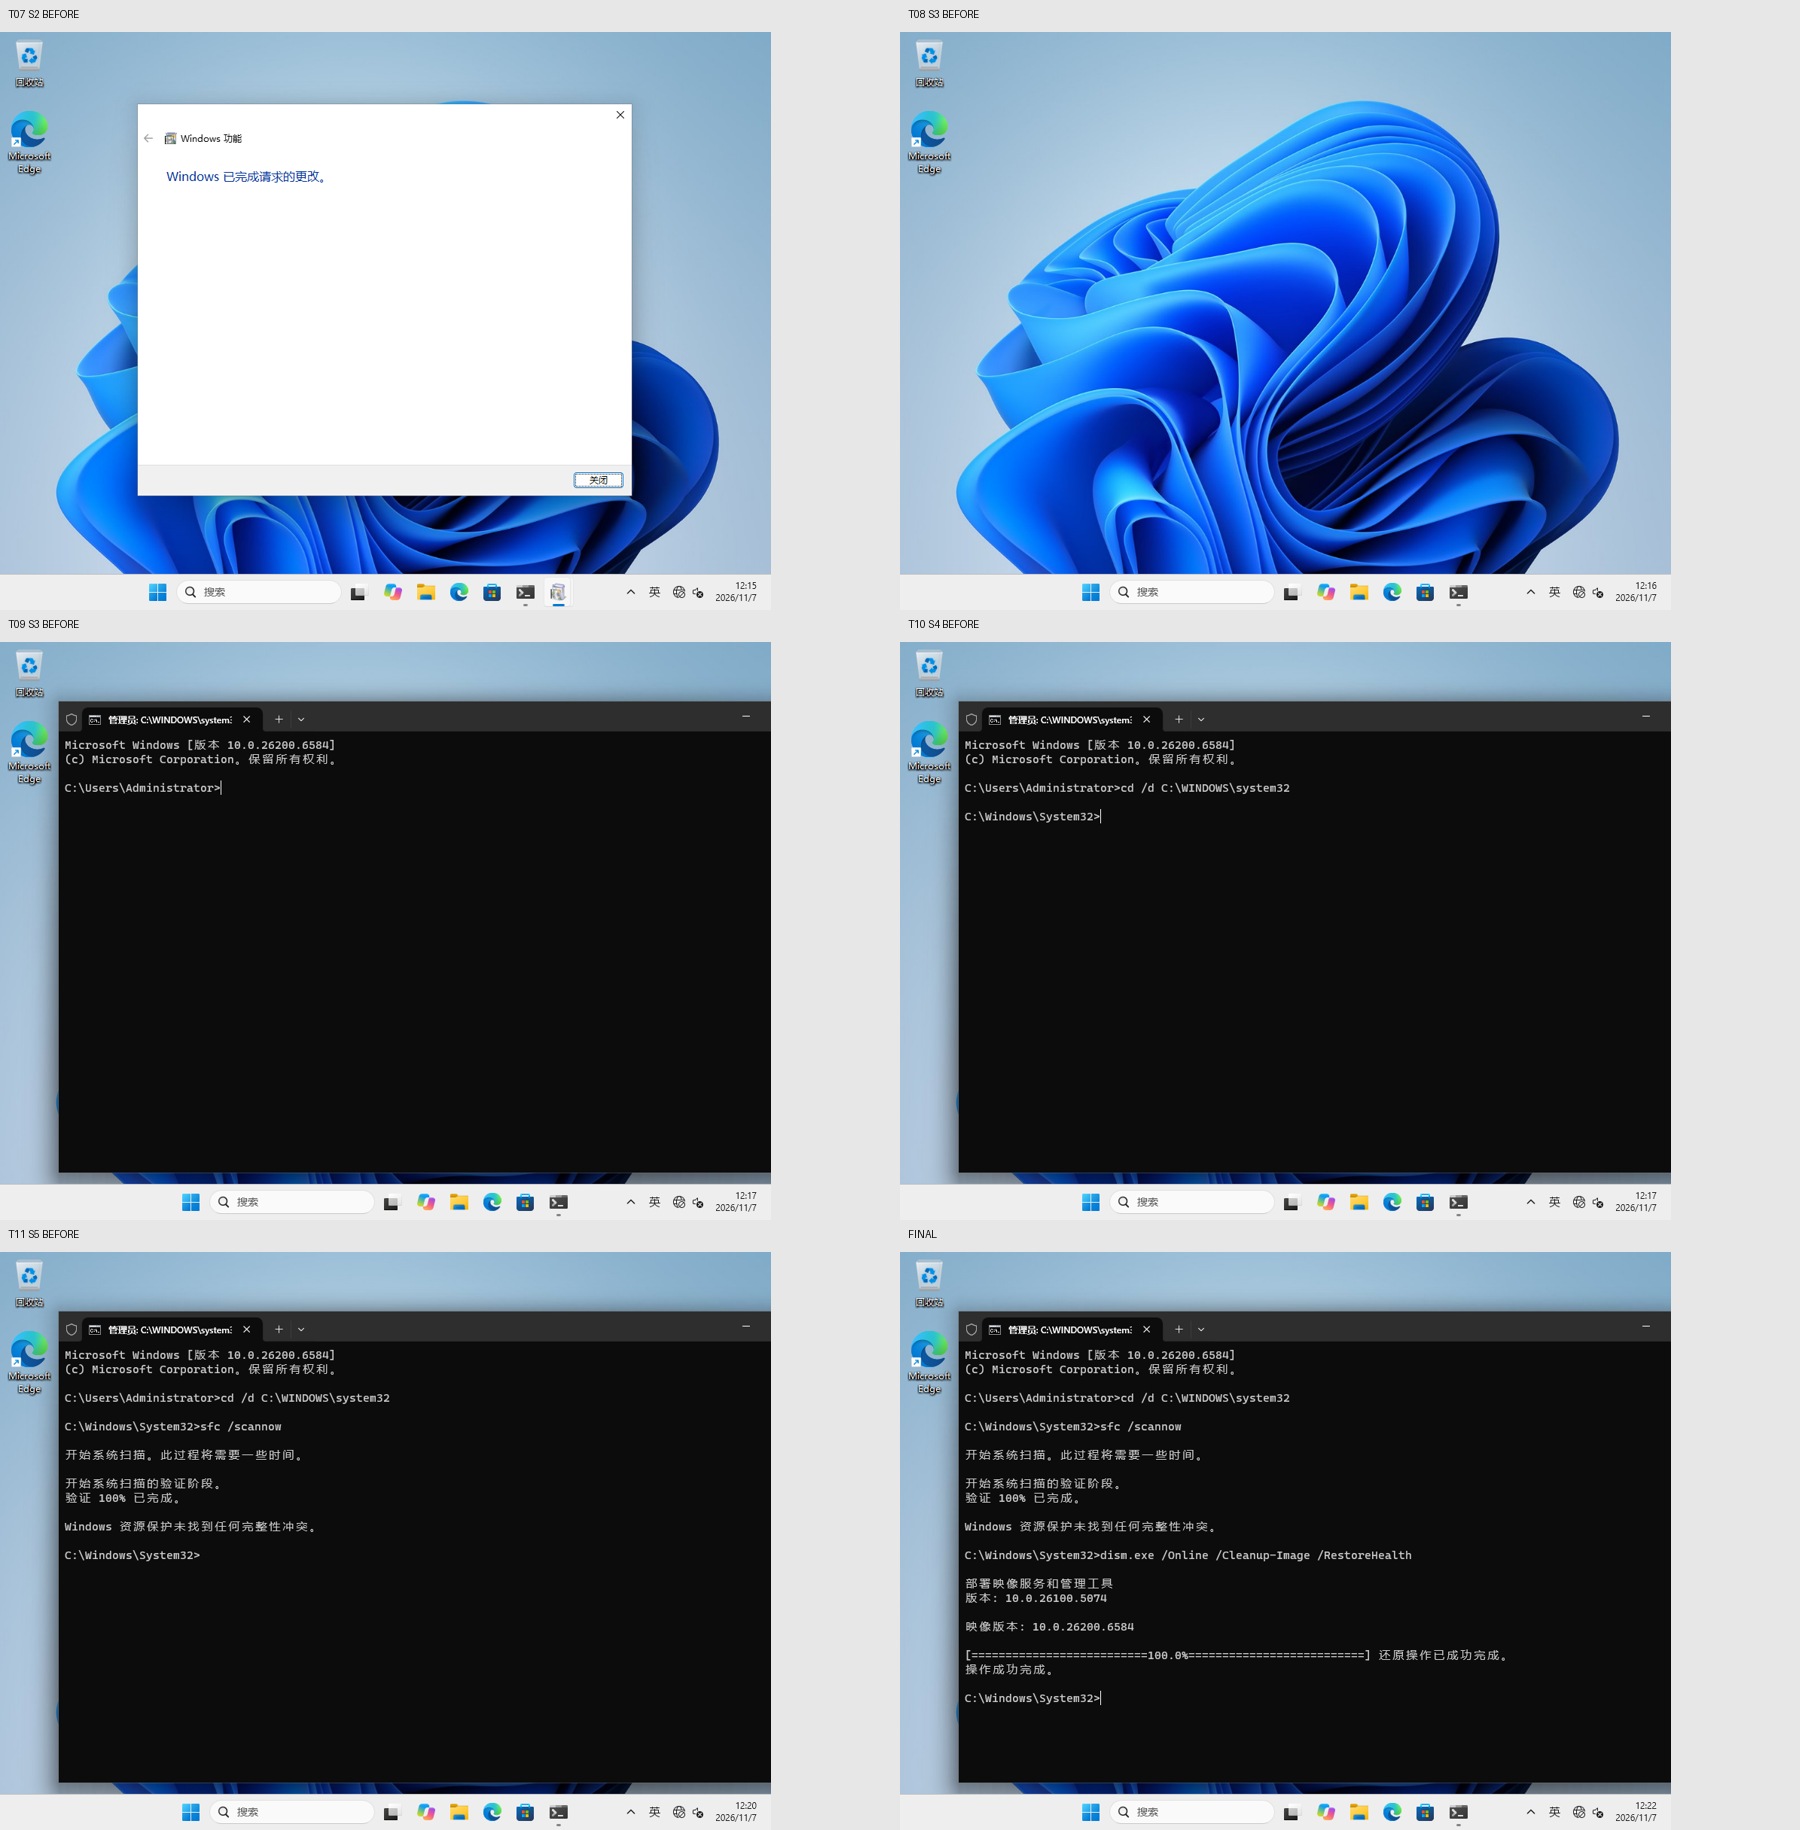 T07 S2 BEFORE
回收站
Microsoft
Edge
Windows 功能
Windows 已完成请求的更改。
关闭
搜索
英
12:15
2026/11/7
T08 S3 BEFORE
回收站
Microsoft
Edge
搜索
英
12:16
2026/11/7
T09 S3 BEFORE
回收站
Microsoft
Edge
管理员: C:\WINDOWS\system:
Microsoft Windows [版本 10.0.26200.6584]
(c) Microsoft Corporation。保留所有权利。
C:\Users\Administrator>
搜索
英
12:17
2026/11/7
T10 S4 BEFORE
回收站
Microsoft
Edge
管理员: C:\WINDOWS\system:
Microsoft Windows [版本 10.0.26200.6584]
(c) Microsoft Corporation。保留所有权利。
C:\Users\Administrator>cd /d C:\WINDOWS\system32
C:\Windows\System32>
搜索
英
12:17
2026/11/7
T11 S5 BEFORE
回收站
Microsoft
Edge
管理员: C:\WINDOWS\system:
Microsoft Windows [版本 10.0.26200.6584]
(c) Microsoft Corporation。保留所有权利。
C:\Users\Administrator>cd /d C:\WINDOWS\system32
C:\Windows\System32>sfc /scannow
开始系统扫描。此过程将需要一些时间。
开始系统扫描的验证阶段。
验证 100% 已完成。
Windows 资源保护未找到任何完整性冲突。
C:\Windows\System32>
搜索
英
12:20
2026/11/7
FINAL
回收站
Microsoft
Edge
管理员: C:\WINDOWS\system:
Microsoft Windows [版本 10.0.26200.6584]
(c) Microsoft Corporation。保留所有权利。
C:\Users\Administrator>cd /d C:\WINDOWS\system32
C:\Windows\System32>sfc /scannow
开始系统扫描。此过程将需要一些时间。
开始系统扫描的验证阶段。
验证 100% 已完成。
Windows 资源保护未找到任何完整性冲突。
C:\Windows\System32>dism.exe /Online /Cleanup-Image /RestoreHealth
部署映像服务和管理工具
版本: 10.0.26100.5074
映像版本: 10.0.26200.6584
[==========================100.0%==========================] 还原操作已成功完成。
操作成功完成。
C:\Windows\System32>
搜索
英
12:22
2026/11/7